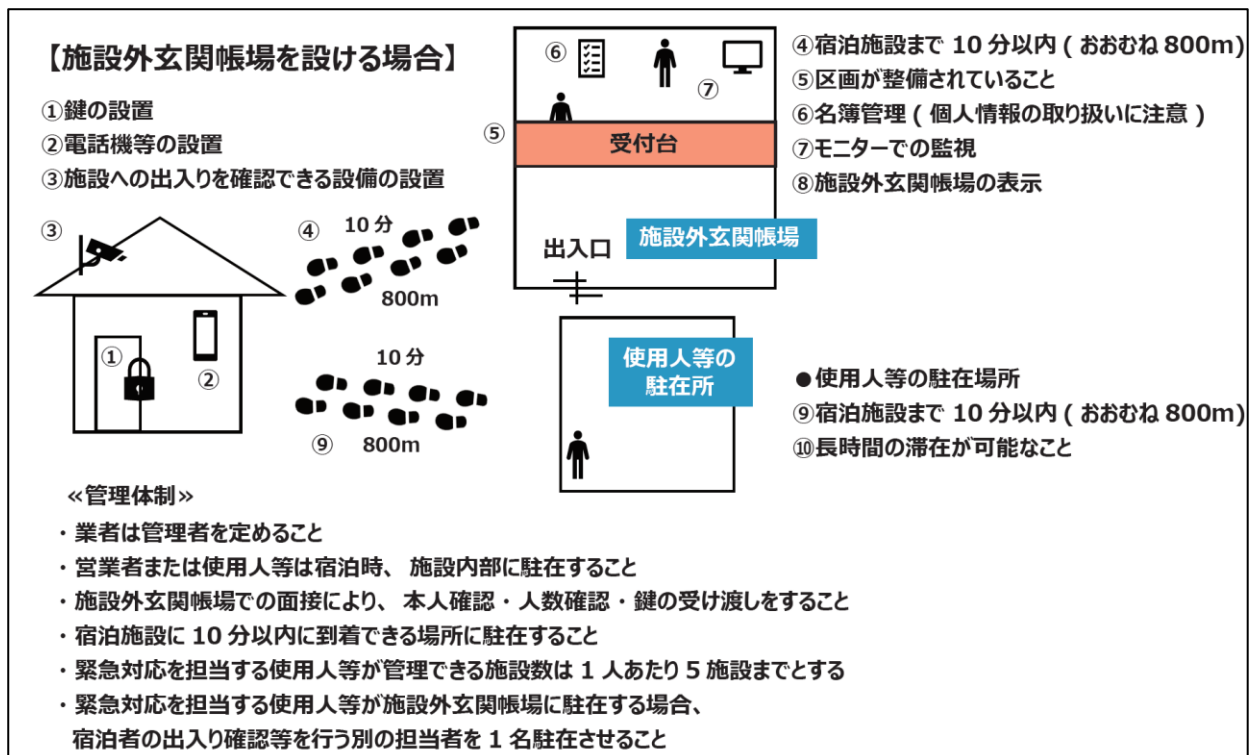 【施設外玄関帳場を設ける場合】
①鍵の設置
②電話機等の設置
③施設への出入りを確認できる設備の設置
③
①
②
④ 10 分
800m
10 分
⑨ 800m
⑥
⑦
⑤
受付台
出入口
施設外玄関帳場
使用人等の
駐在所
④宿泊施設まで 10 分以内 ( おおむね 800m)
⑤区画が整備されていること
⑥名簿管理 ( 個人情報の取り扱いに注意 )
⑦モニターでの監視
⑧施設外玄関帳場の表示
●使用人等の駐在場所
⑨宿泊施設まで 10 分以内 ( おおむね 800m)
⑩長時間の滞在が可能なこと
≪管理体制≫
・業者は管理者を定めること
・営業者または使用人等は宿泊時、施設内部に駐在すること
・施設外玄関帳場での面接により、本人確認・人数確認・鍵の受け渡しをすること
・宿泊施設に 10 分以内に到着できる場所に駐在すること
・緊急対応を担当する使用人等が管理できる施設数は 1 人あたり 5 施設までとする
・緊急対応を担当する使用人等が施設外玄関帳場に駐在する場合、
宿泊者の出入り確認等を行う別の担当者を 1 名駐在させること